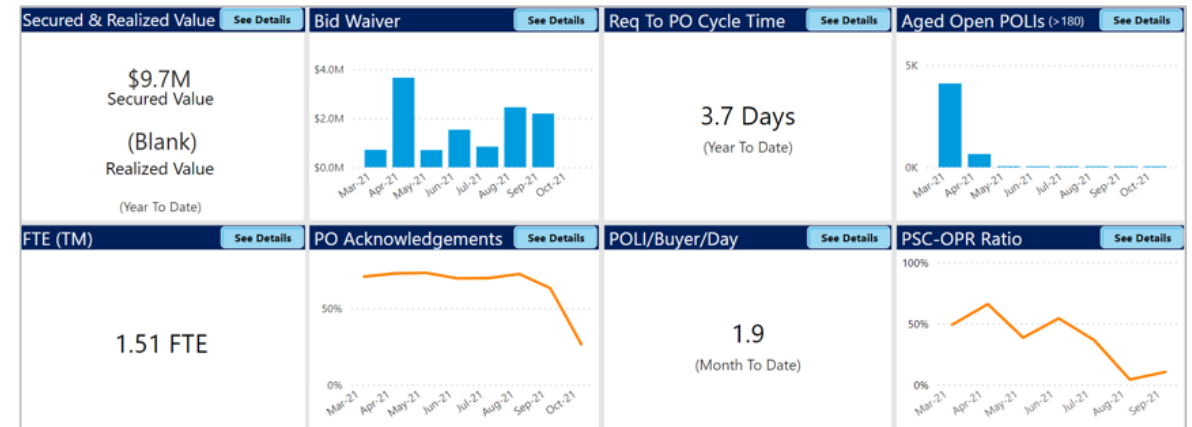 Secured & Realized Value See Details
$9.7M
Secured Value
(Blank)
Realized Value
(Year To Date)
Bid Waiver See Details
$4.0M
$2.0M
$0.0M
Mar-21 Apr-21 May-21 Jun-21 Jul-21 Aug-21 Sep-21 Oct-21
Req To PO Cycle Time See Details
3.7 Days
(Year To Date)
Aged Open POLIs (>180) See Details
5K
0K
Mar-21 Apr-21 May-21 Jun-21 Jul-21 Aug-21 Sep-21 Oct-21
FTE (TM) See Details
1.51 FTE
PO Acknowledgements See Details
50%
0%
Mar-21 Apr-21 May-21 Jun-21 Jul-21 Aug-21 Sep-21 Oct-21
POLI/Buyer/Day See Details
1.9
(Month To Date)
PSC-OPR Ratio See Details
100%
50%
0%
Mar-21 Apr-21 May-21 Jun-21 Jul-21 Aug-21 Sep-21